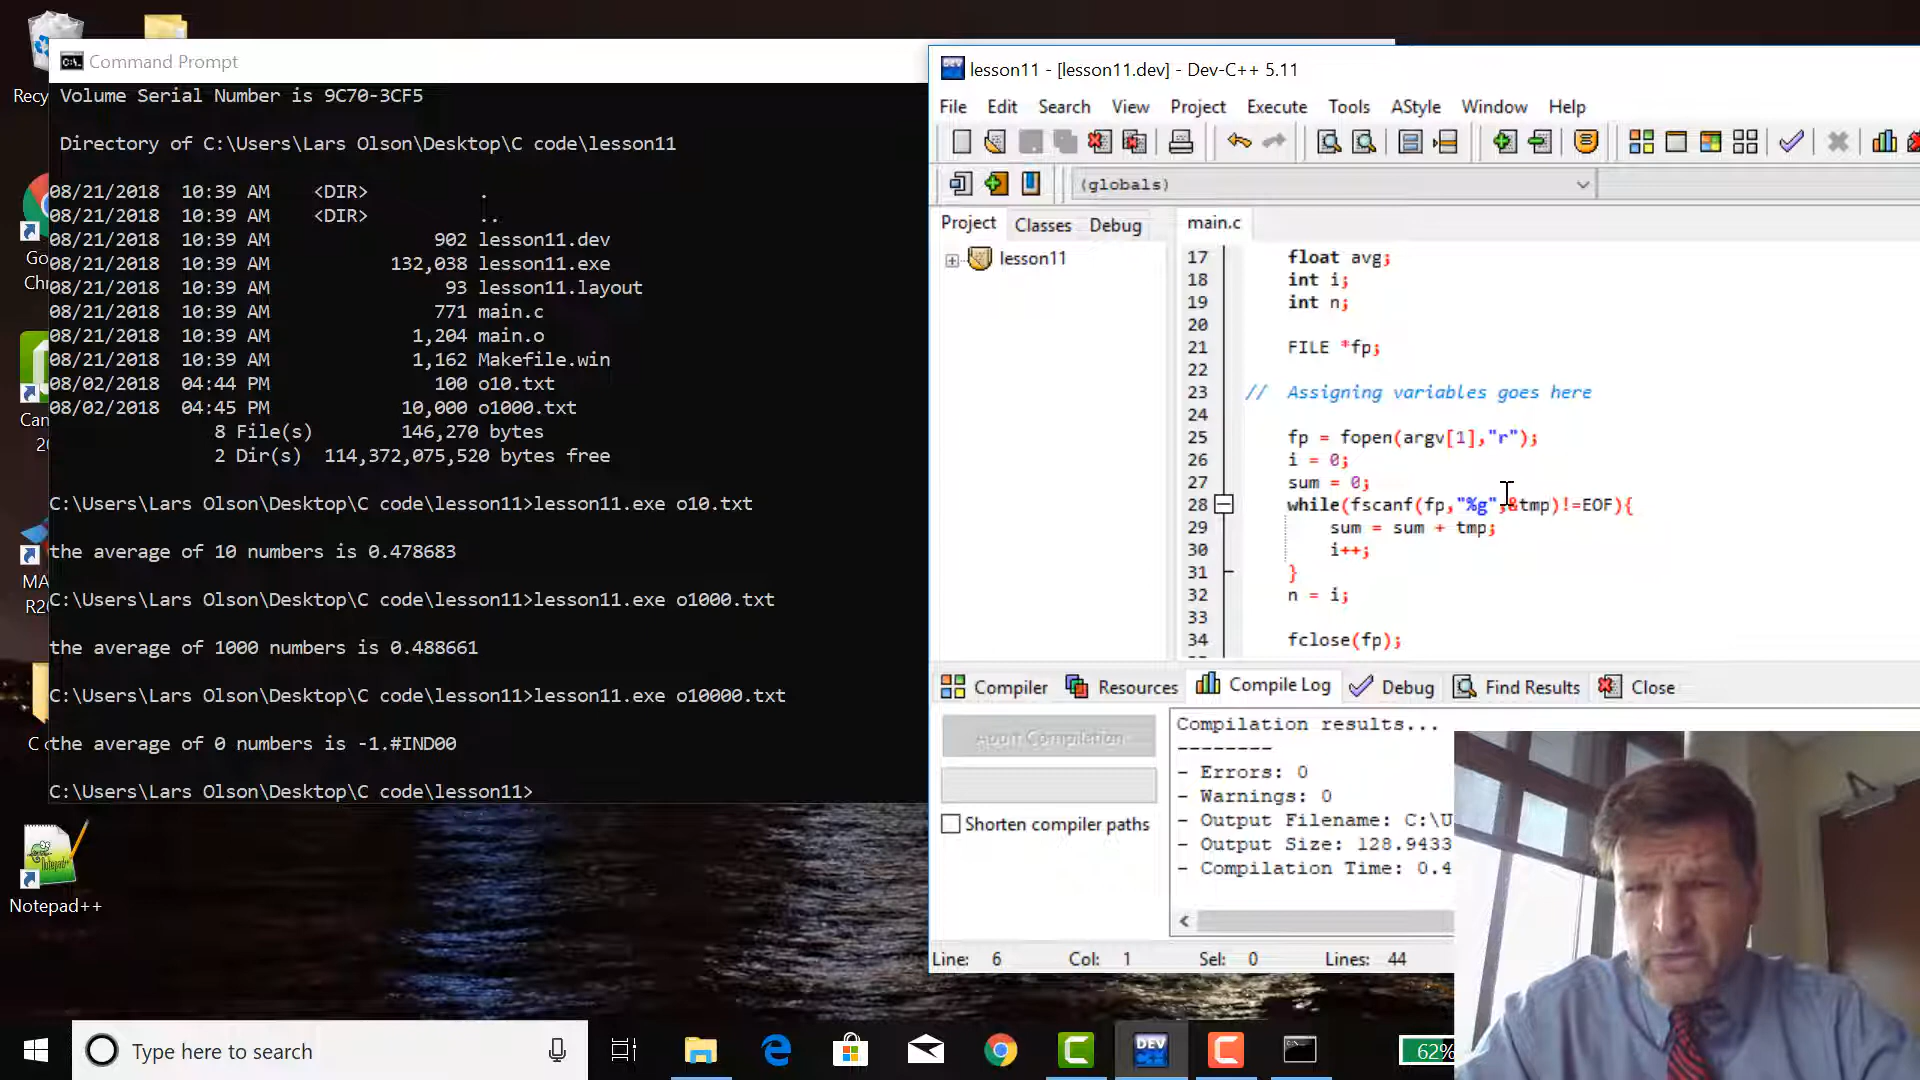 Recy
Go
Chr
Can
20
MA
R20
C c
Notepad++
Command Prompt
Volume Serial Number is 9C70-3CF5
Directory of C:\Users\Lars Olson\Desktop\C code\lesson11
08/21/2018 10:39 AM <DIR> .
08/21/2018 10:39 AM <DIR> ..
08/21/2018 10:39 AM 902 lesson11.dev
08/21/2018 10:39 AM 132,038 lesson11.exe
08/21/2018 10:39 AM 93 lesson11.layout
08/21/2018 10:39 AM 771 main.c
08/21/2018 10:39 AM 1,204 main.o
08/21/2018 10:39 AM 1,162 Makefile.win
08/02/2018 04:44 PM 100 o10.txt
08/02/2018 04:45 PM 10,000 o1000.txt
8 File(s) 146,270 bytes
2 Dir(s) 114,372,075,520 bytes free
C:\Users\Lars Olson\Desktop\C code\lesson11>lesson11.exe o10.txt
the average of 10 numbers is 0.478683
C:\Users\Lars Olson\Desktop\C code\lesson11>lesson11.exe o1000.txt
the average of 1000 numbers is 0.488661
C:\Users\Lars Olson\Desktop\C code\lesson11>lesson11.exe o10000.txt
the average of 0 numbers is -1.#IND00
C:\Users\Lars Olson\Desktop\C code\lesson11>
DEV lesson11 - [lesson11.dev] - Dev-C++ 5.11
File Edit Search View Project Execute Tools AStyle Window Help
(globals)
Project Classes Debug
lesson11
main.c
17 float avg;
18 int i;
19 int n;
20
21 FILE *fp;
22
23 // Assigning variables goes here
24
25 fp = fopen(argv[1],"r");
26 i = 0;
27 sum = 0;
28 while(fscanf(fp,"%g",&tmp)!=EOF){
29 sum = sum + tmp;
30 i++;
31 }
32 n = i;
33
34 fclose(fp);
Compiler Resources Compile Log Debug Find Results Close
Abort Compilation
Shorten compiler paths
Compilation results...
--------
- Errors: 0
- Warnings: 0
- Output Filename: C:\U
- Output Size: 128.9433
- Compilation Time: 0.4
Line: 6 Col: 1 Sel: 0 Lines: 44
Type here to search
DEV
62%